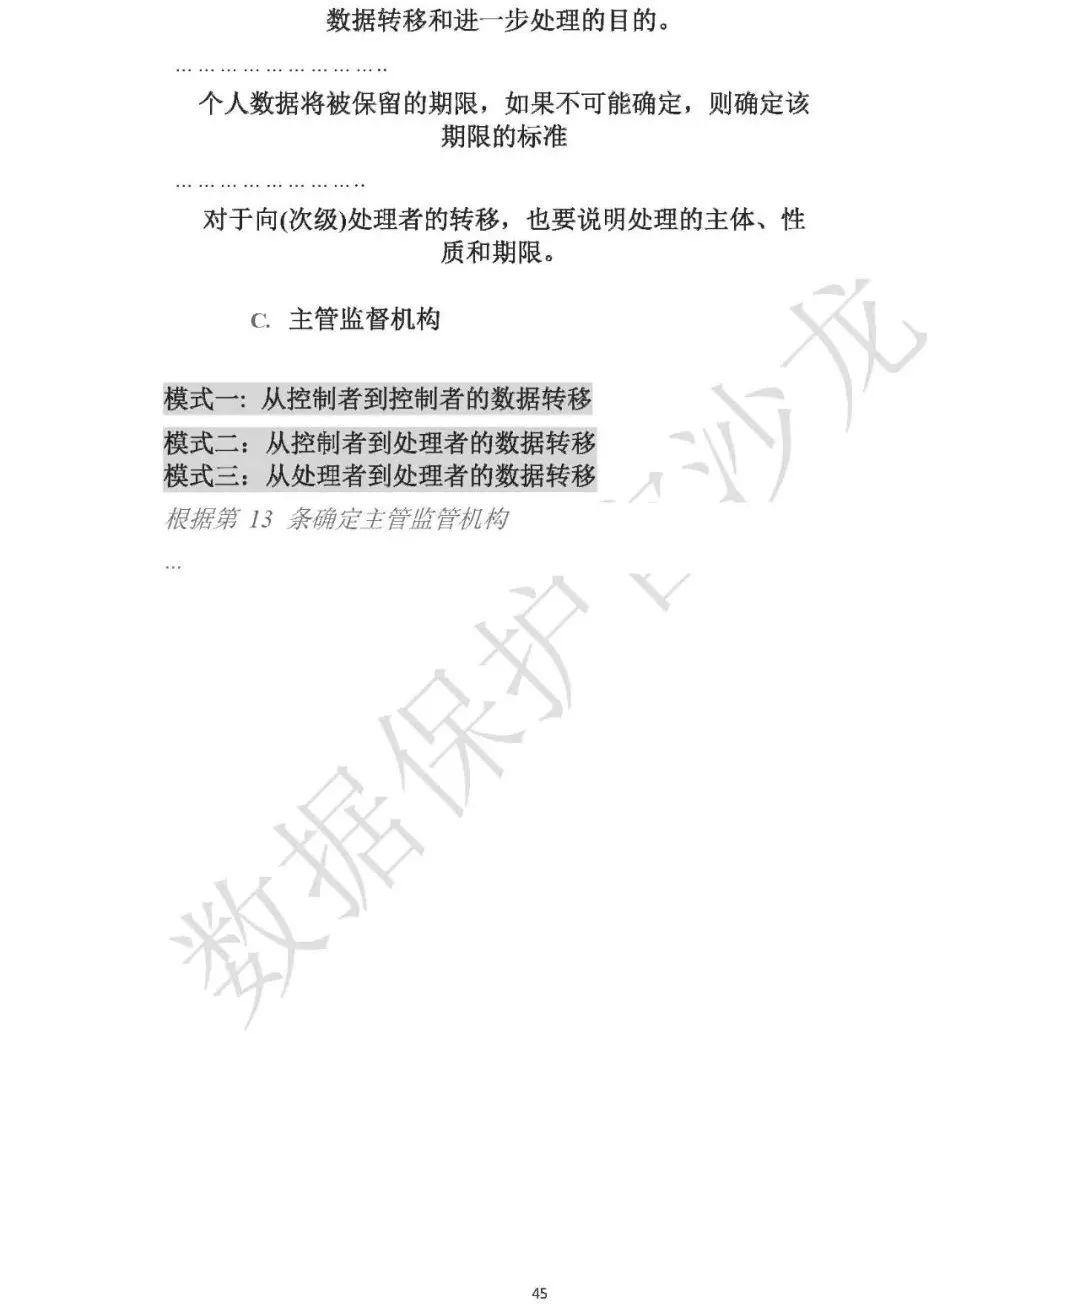 数据转移和进一步处理的目的。
… … … … … … … … … ..
个人数据将被保留的期限，如果不可能确定，则确定该
期限的标准
… … … … … … … … ..
对于向(次级)处理者的转移，也要说明处理的主体、性
质和期限。
C. 主管监督机构
模式一: 从控制者到控制者的数据转移
模式二：从控制者到处理者的数据转移
模式三：从处理者到处理者的数据转移
根据第 13 条确定主管监管机构
…
数据保护官沙龙
45